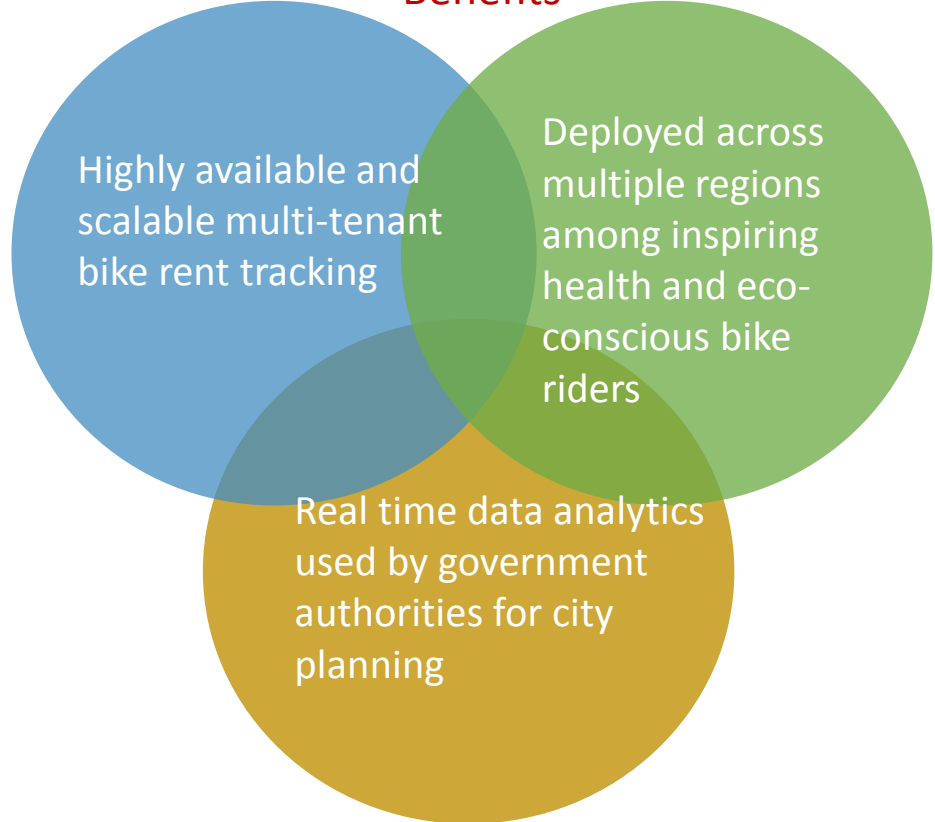 Benefits
Highly available and
scalable multi-tenant
bike rent tracking
Deployed across
multiple regions
among inspiring
health and eco-
conscious bike
riders
Real time data analytics
used by government
authorities for city
planning